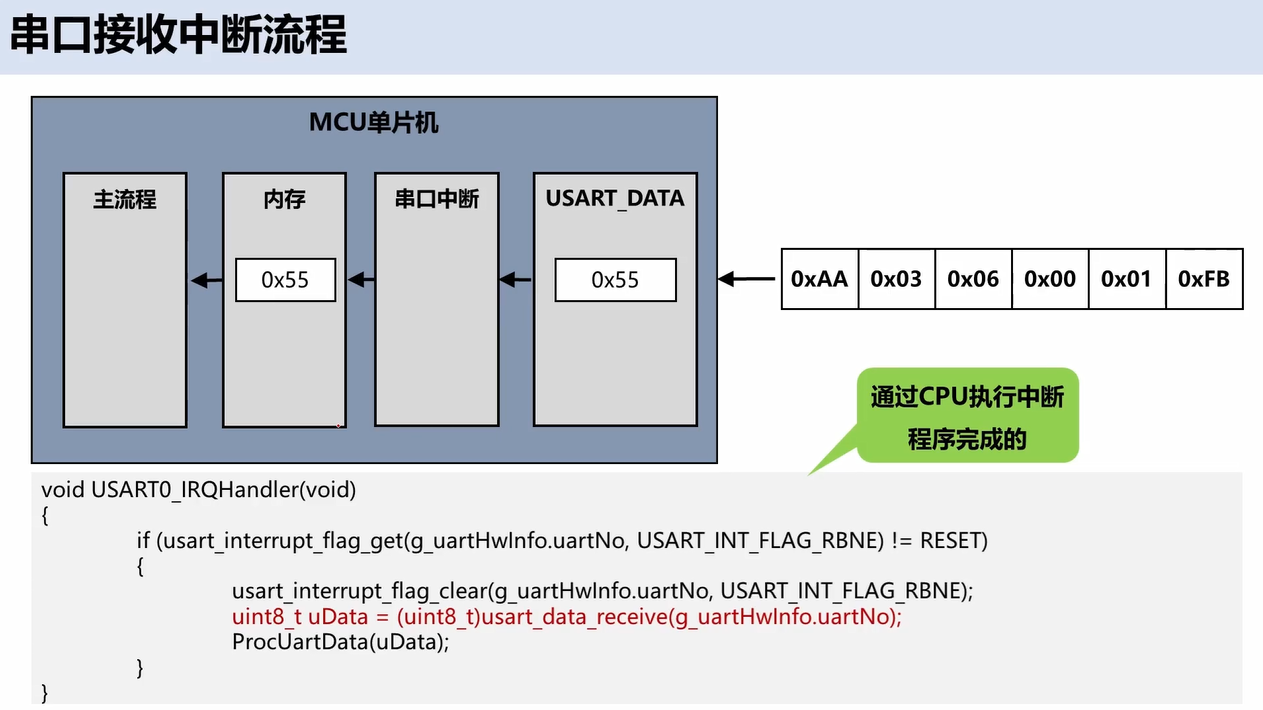 串口接收中断流程
MCU单片机
主流程
内存
串口中断
USART_DATA
0x55
0x55
0xAA 0x03 0x06 0x00 0x01 0xFB
通过CPU执行中断
程序完成的
void USART0_IRQHandler(void)
{
if (usart_interrupt_flag_get(g_uartHwInfo.uartNo, USART_INT_FLAG_RBNE) != RESET)
{
usart_interrupt_flag_clear(g_uartHwInfo.uartNo, USART_INT_FLAG_RBNE);
uint8_t uData = (uint8_t)usart_data_receive(g_uartHwInfo.uartNo);
ProcUartData(uData);
}
}